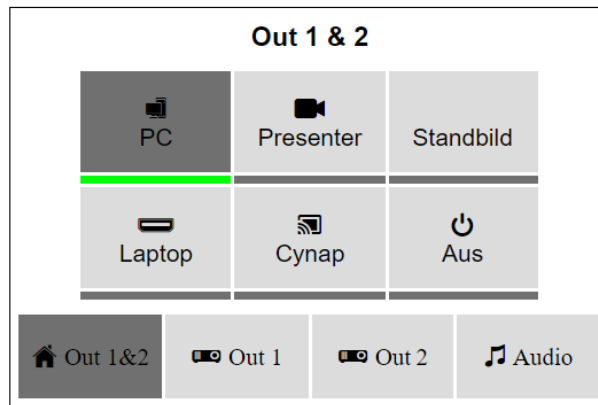 Out 1 & 2
PC
Presenter
Standbild
Laptop
Cynap
Aus
Out 1&2
Out 1
Out 2
Audio